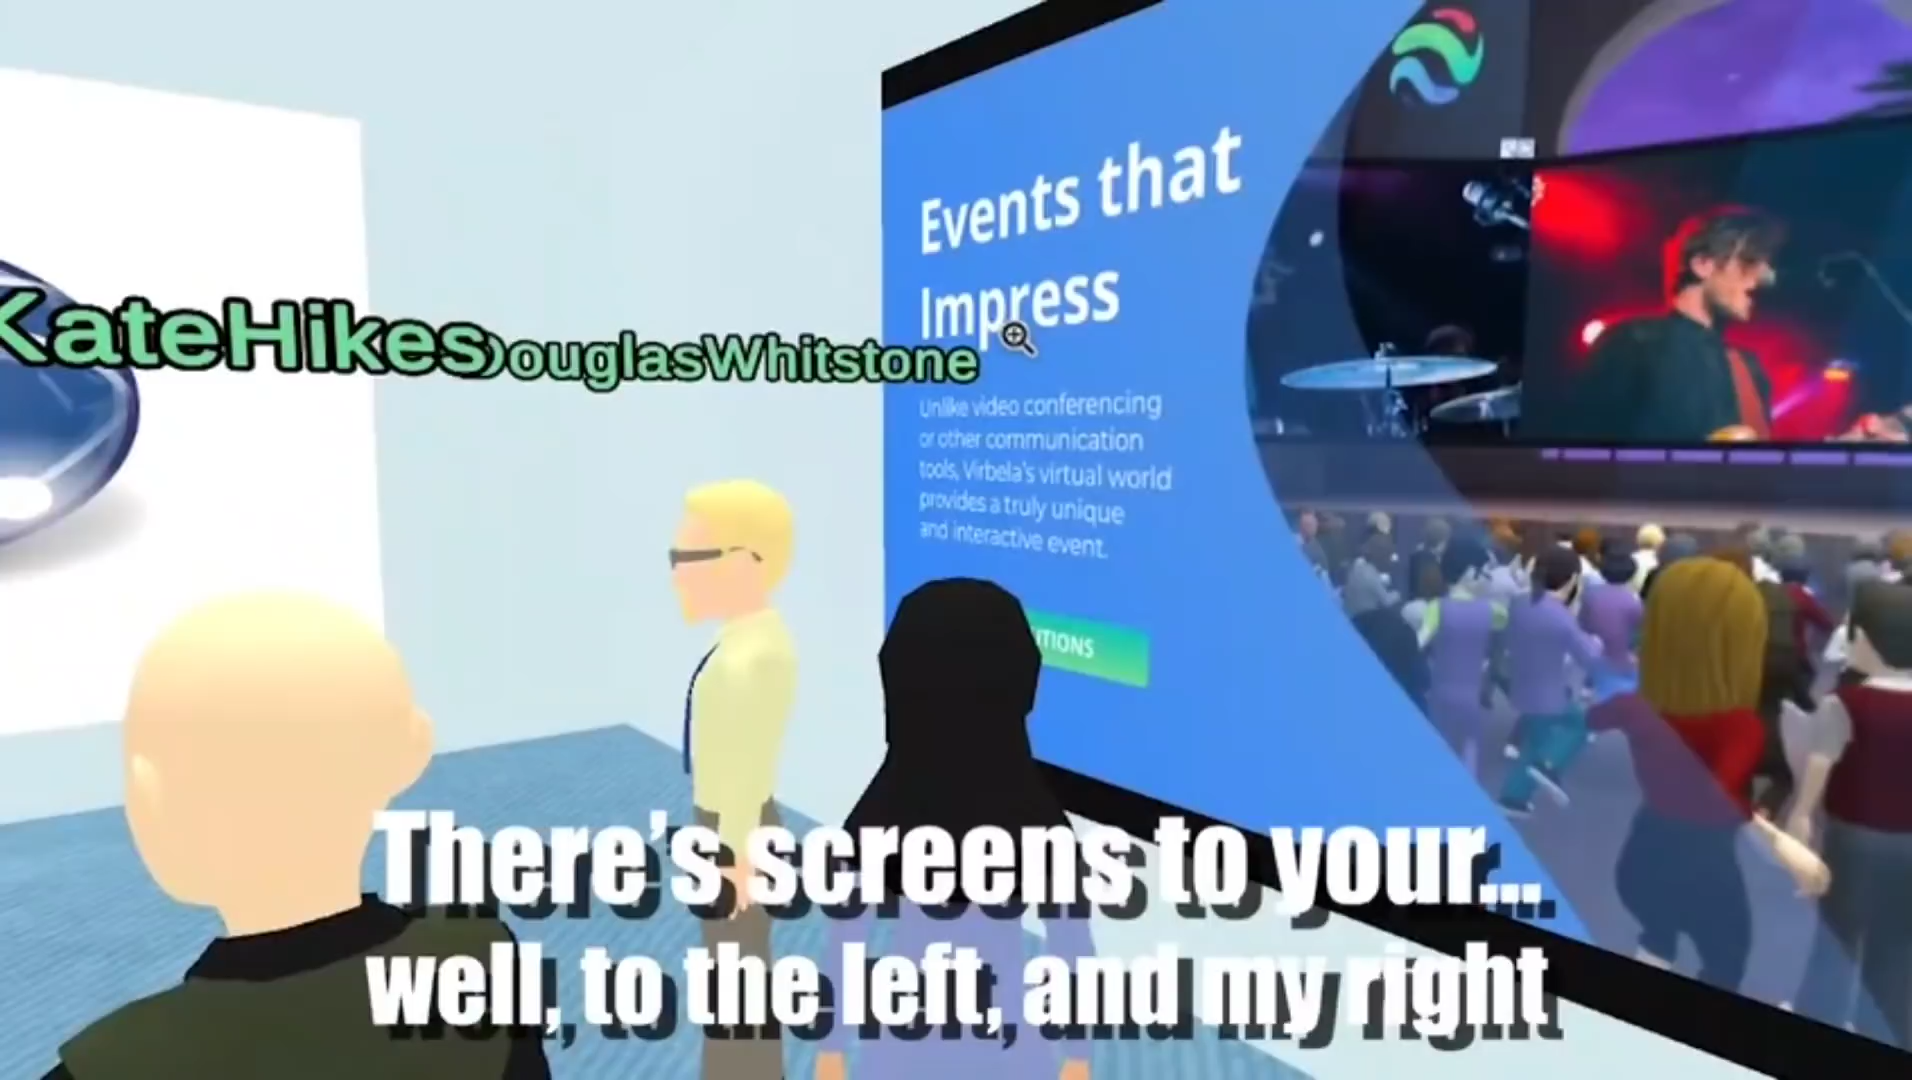 KateHikes
DouglasWhitstone
Events that
Impress
Unlike video conferencing
or other communication
tools, Virbela's virtual world
provides a truly unique
and interactive event.
There's screens to your...
well, to the left, and my right